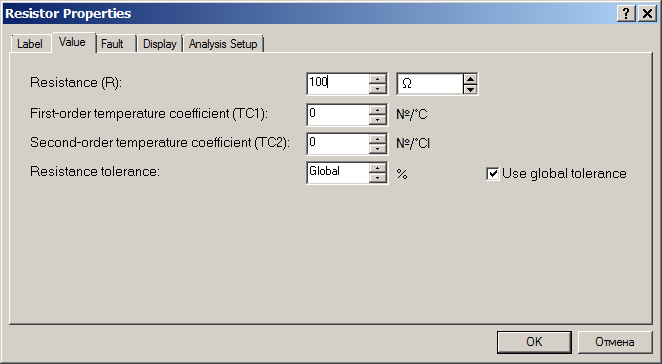 Resistor Properties
Label Value Fault Display Analysis Setup
Resistance (R): 100 Ω
First-order temperature coefficient (TC1): 0 №/°C
Second-order temperature coefficient (TC2): 0 №/°CI
Resistance tolerance: Global % Use global tolerance
OK Отмена